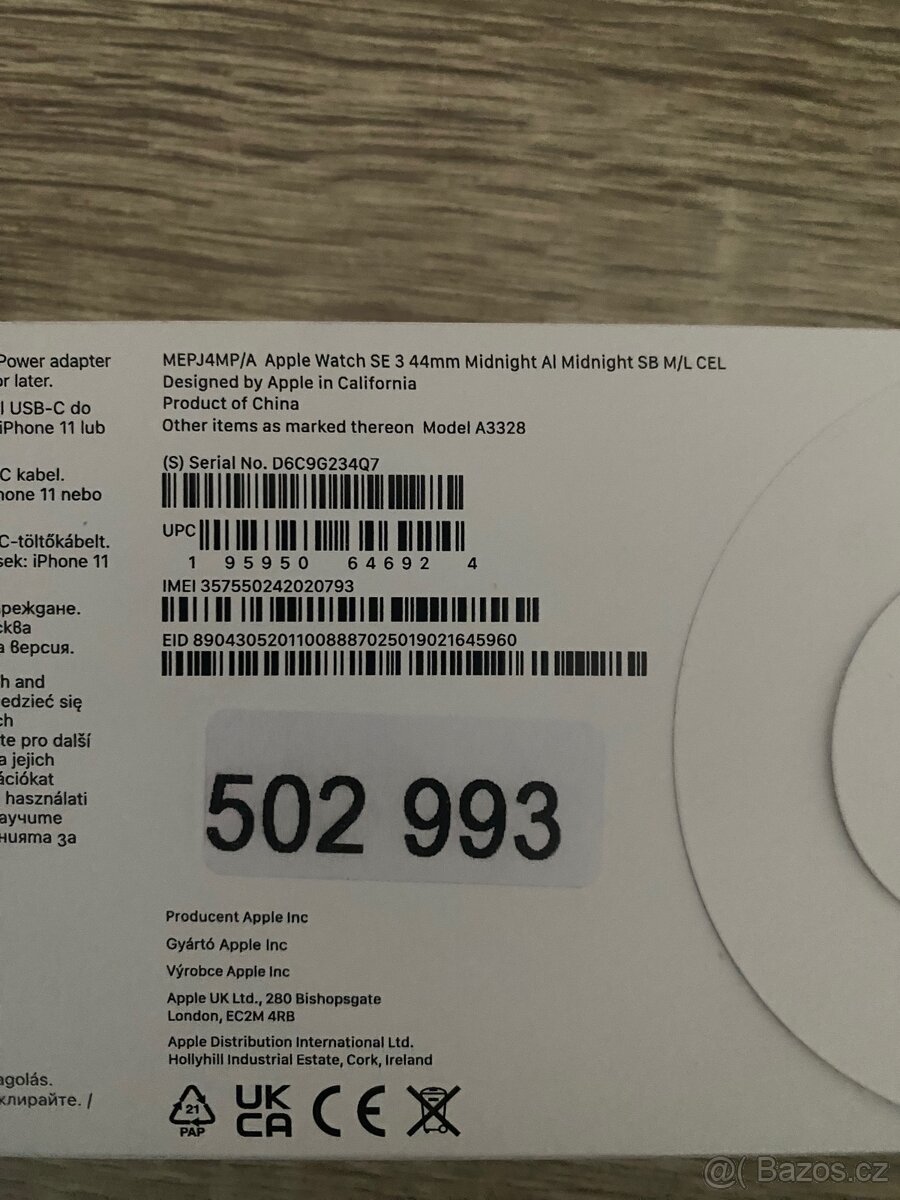 Power adapter
or later.
l USB-C do
iPhone 11 lub
C kabel.
hone 11 nebo
C-töltőkábelt.
sek: iPhone 11
ареждане.
сква
а версия.
h and
edzieć się
ch
te pro další
a jejich
ációkat
használati
аучите
нията за
agolás.
клирайте. /
MEPJ4MP/A Apple Watch SE 3 44mm Midnight Al Midnight SB M/L CEL
Designed by Apple in California
Product of China
Other items as marked thereon Model A3328
(S) Serial No. D6C9G234Q7
UPC
1 95950 64692 4
IMEI 357550242020793
EID 89043052011008887025019021645960
502 993
Producent Apple Inc
Gyártó Apple Inc
Výrobce Apple Inc
Apple UK Ltd., 280 Bishopsgate
London, EC2M 4RB
Apple Distribution International Ltd.
Hollyhill Industrial Estate, Cork, Ireland
21
PAP
UK
CA
CE
@( Bazos.cz